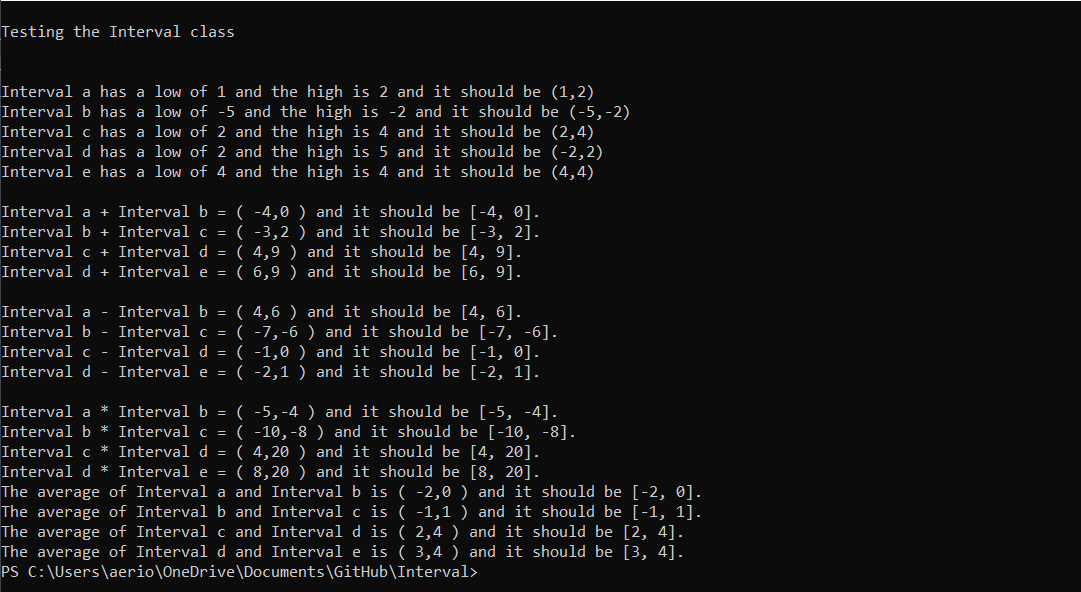 Testing the Interval class
Interval a has a low of 1 and the high is 2 and it should be (1,2)
Interval b has a low of -5 and the high is -2 and it should be (-5,-2)
Interval c has a low of 2 and the high is 4 and it should be (2,4)
Interval d has a low of 2 and the high is 5 and it should be (-2,2)
Interval e has a low of 4 and the high is 4 and it should be (4,4)
Interval a + Interval b = ( -4,0 ) and it should be [-4, 0].
Interval b + Interval c = ( -3,2 ) and it should be [-3, 2].
Interval c + Interval d = ( 4,9 ) and it should be [4, 9].
Interval d + Interval e = ( 6,9 ) and it should be [6, 9].
Interval a - Interval b = ( 4,6 ) and it should be [4, 6].
Interval b - Interval c = ( -7,-6 ) and it should be [-7, -6].
Interval c - Interval d = ( -1,0 ) and it should be [-1, 0].
Interval d - Interval e = ( -2,1 ) and it should be [-2, 1].
Interval a * Interval b = ( -5,-4 ) and it should be [-5, -4].
Interval b * Interval c = ( -10,-8 ) and it should be [-10, -8].
Interval c * Interval d = ( 4,20 ) and it should be [4, 20].
Interval d * Interval e = ( 8,20 ) and it should be [8, 20].
The average of Interval a and Interval b is ( -2,0 ) and it should be [-2, 0].
The average of Interval b and Interval c is ( -1,1 ) and it should be [-1, 1].
The average of Interval c and Interval d is ( 2,4 ) and it should be [2, 4].
The average of Interval d and Interval e is ( 3,4 ) and it should be [3, 4].
PS C:\Users\aerio\OneDrive\Documents\GitHub\Interval>